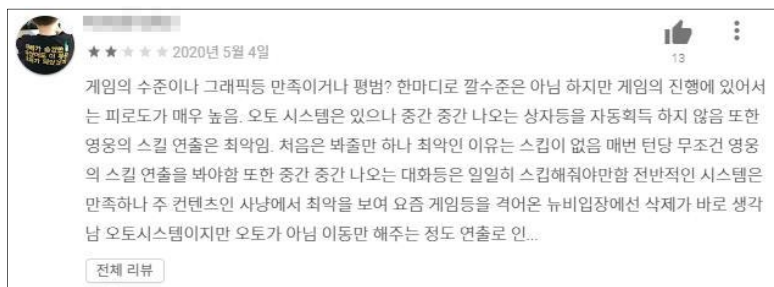 ★★★★★ 2020년 5월 4일
13
게임의 수준이나 그래픽등 만족이거나 평범? 한마디로 깔수준은 아님 하지만 게임의 진행에 있어서
는 피로도가 매우 높음. 오토 시스템은 있으나 중간 중간 나오는 상자등을 자동획득 하지 않음 또한
영웅의 스킬 연출은 최악임. 처음은 봐줄만 하나 최악인 이유는 스킵이 없음 매번 턴당 무조건 영웅
의 스킬 연출을 봐야함 또한 중간 중간 나오는 대화등은 일일히 스킵해줘야만함 전반적인 시스템은
만족하나 주 컨텐츠인 사냥에서 최악을 보여 요즘 게임등을 격어온 뉴비입장에선 삭제가 바로 생각
남 오토시스템이지만 오토가 아님 이동만 해주는 정도 연출로 인...
전체 리뷰